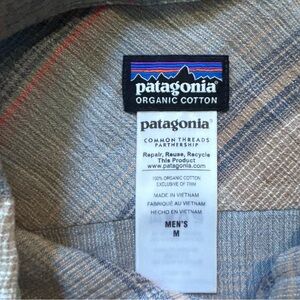 patagonia®
ORGANIC COTTON
patagonia®
COMMON THREADS
PARTNERSHIP
Repair, Reuse, Recycle
This Product
www.patagonia.com
100% ORGANIC COTTON
EXCLUSIVE OF TRIM
MADE IN VIETNAM
FABRIQUÉ AU VIETNAM
HECHO EN VIETNAM
MEN'S
M